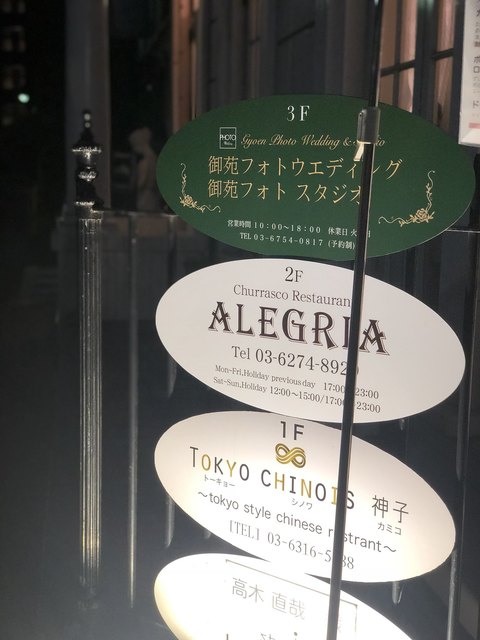 3F
PHOTO
Gyoen Photo Wedding &
御苑フォトウエディング
御苑フォト スタジオ
営業時間 10:00~18:00 休業日 火
TEL 03-6754-0817 (予約制)
2F
Churrasco Restaurant
ALEGRIA
Tel 03-6274-892
Mon~Fri,Holiday previous day 17:00 23:00
Sat~Sun,Holiday 12:00~15:00/17:00 23:00
1F
TOKYO CHINOIS 神子
トーキョー シノワ カミコ
~tokyo style chinese restrant~
[TEL] 03-6316-5 38
高木 直哉